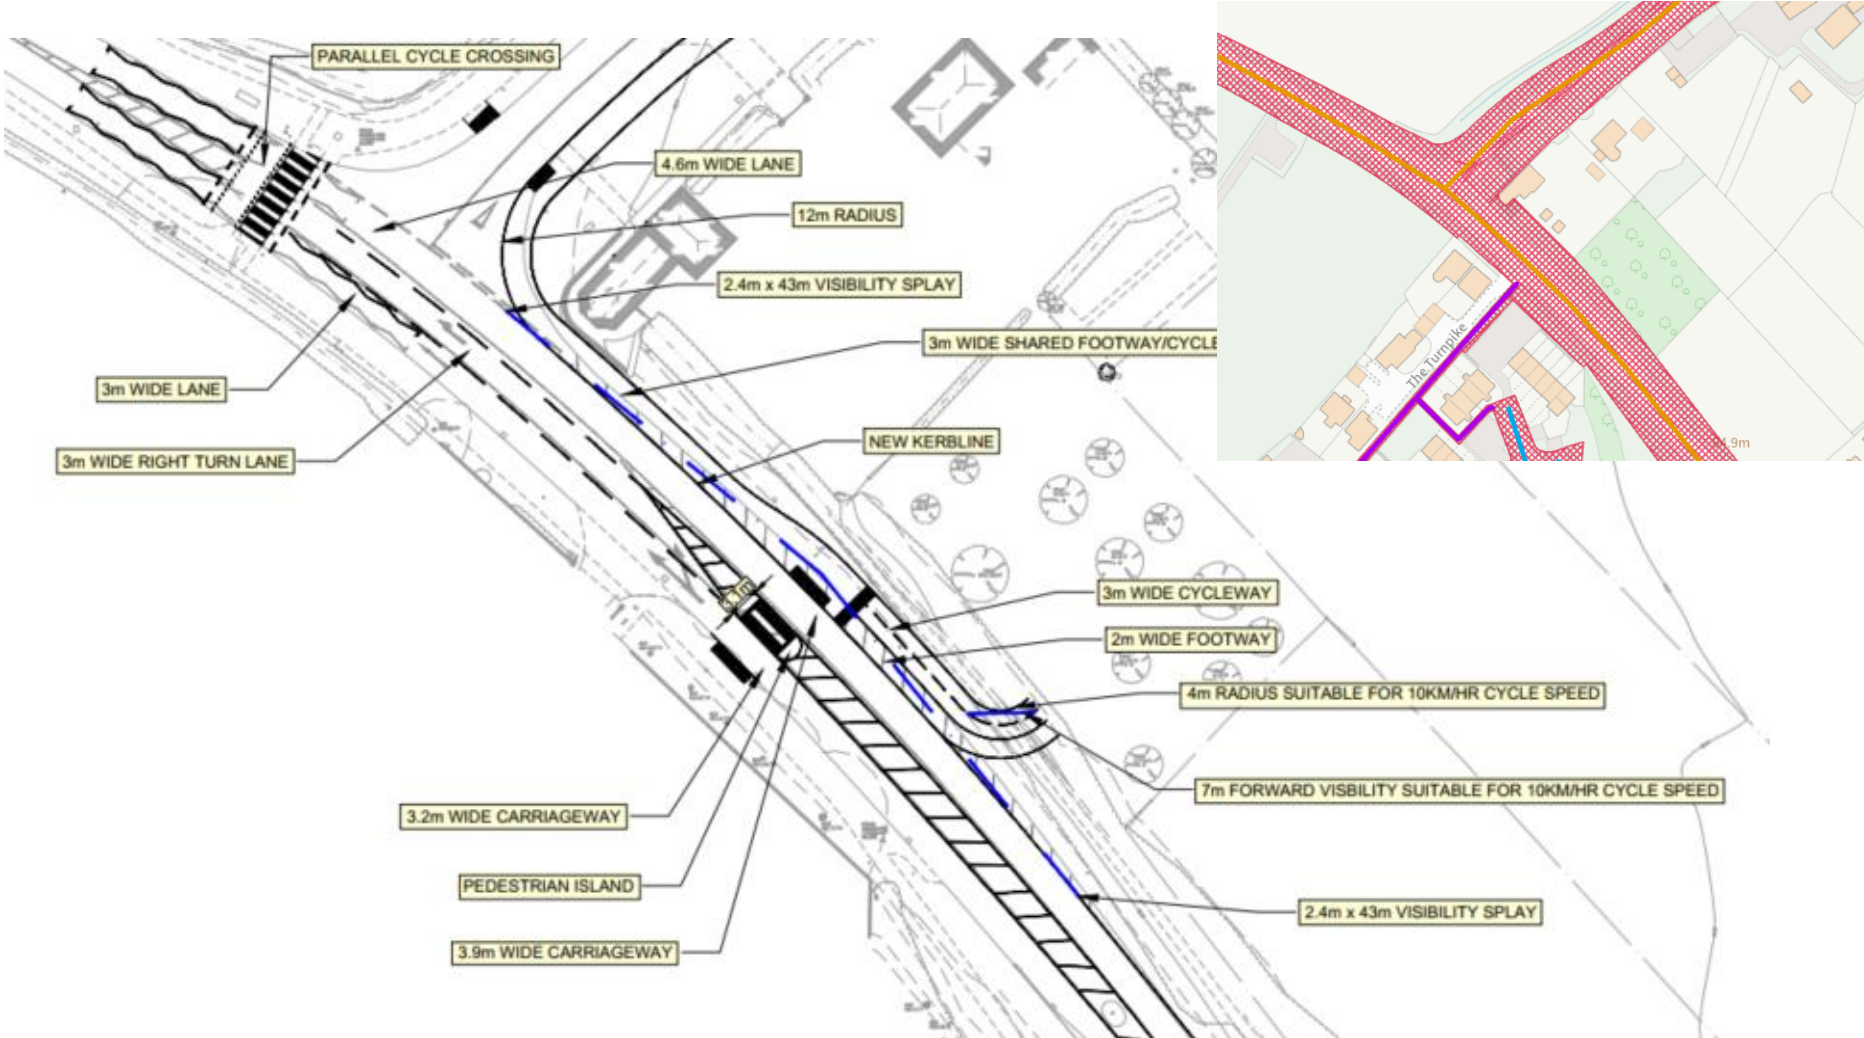 PARALLEL CYCLE CROSSING
4.6m WIDE LANE
12m RADIUS
2.4m x 43m VISIBILITY SPLAY
3m WIDE SHARED FOOTWAY/CYCLE
The Turnpike
3m WIDE LANE
NEW KERBLINE
3m WIDE RIGHT TURN LANE
3m WIDE CYCLEWAY
2m WIDE FOOTWAY
4m RADIUS SUITABLE FOR 10KM/HR CYCLE SPEED
7m FORWARD VISBILITY SUITABLE FOR 10KM/HR CYCLE SPEED
3.2m WIDE CARRIAGEWAY
PEDESTRIAN ISLAND
2.4m x 43m VISIBILITY SPLAY
3.9m WIDE CARRIAGEWAY